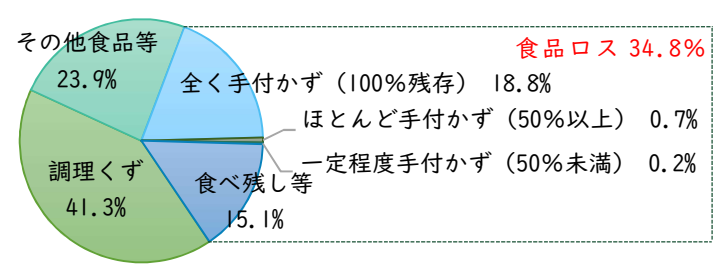 その他食品等
23.9%
食品ロス 34.8%
全く手付かず（100%残存） 18.8%
ほとんど手付かず（50%以上） 0.7%
一定程度手付かず（50%未満） 0.2%
調理くず
41.3%
食べ残し等
15.1%